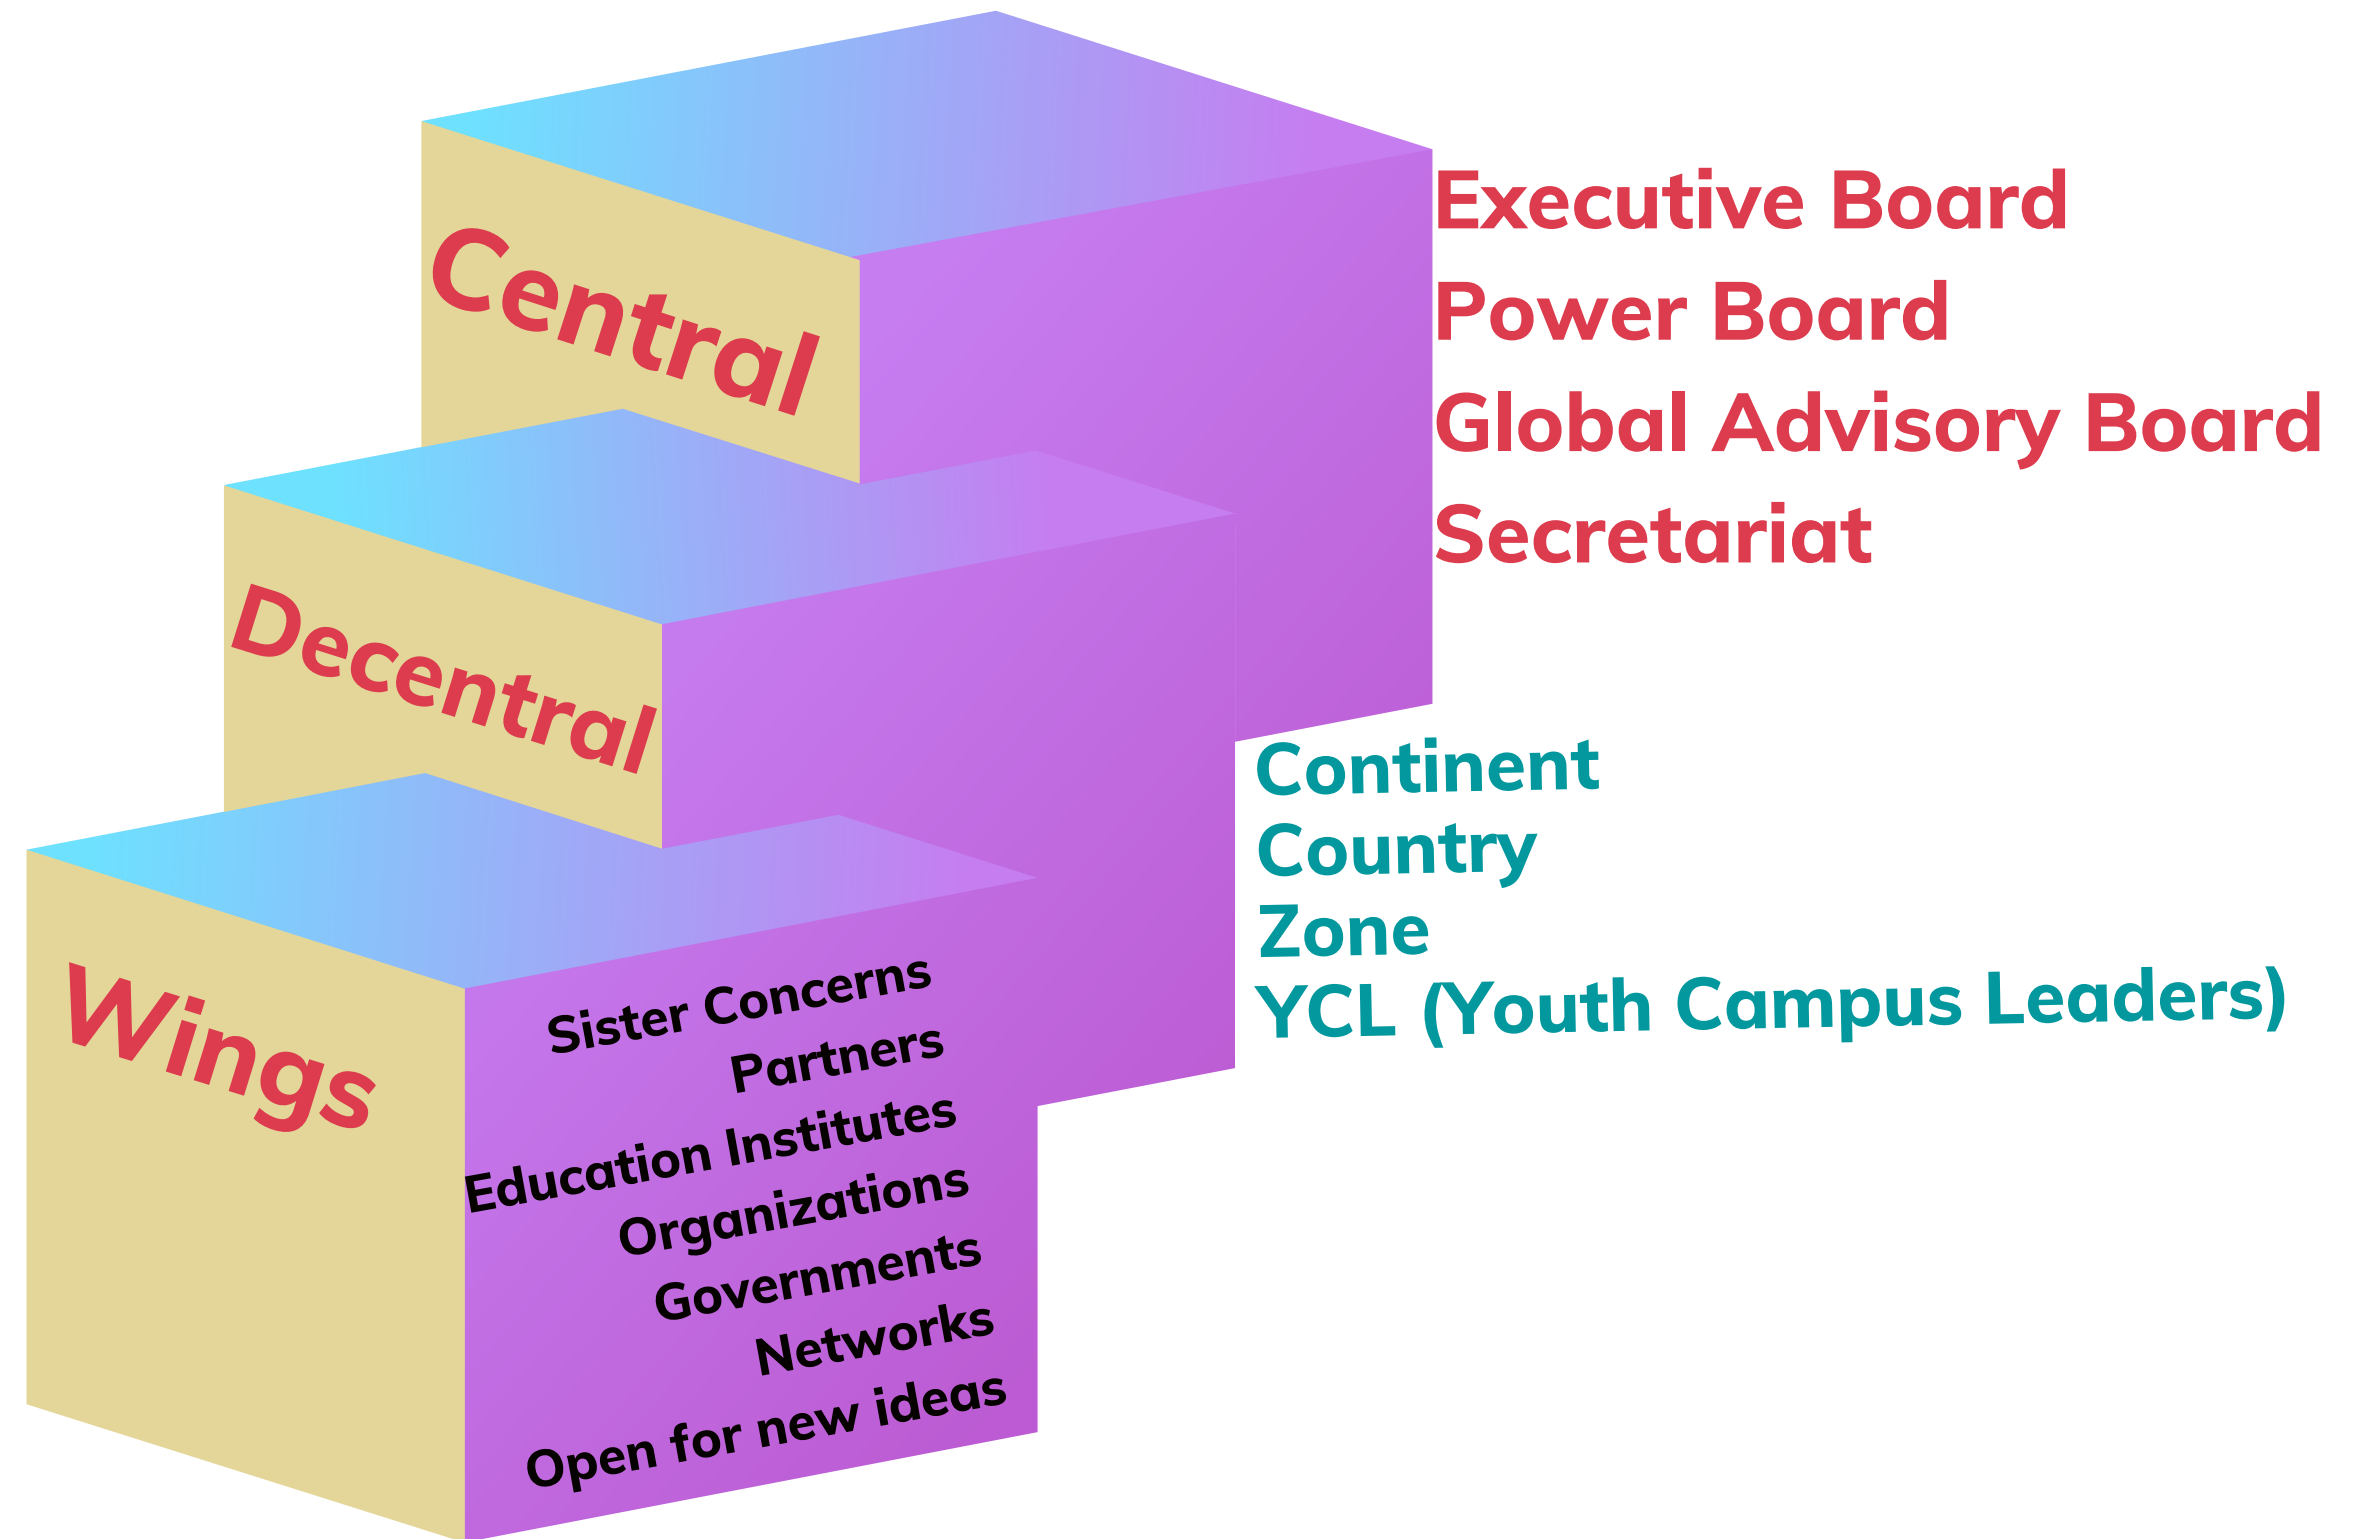 Central
Executive Board
Power Board
Global Advisory Board
Secretariat
Decentral
Continent
Country
Zone
YCL (Youth Campus Leaders)
Wings
Sister Concerns
Partners
Education Institutes
Organizations
Governments
Networks
Open for new ideas